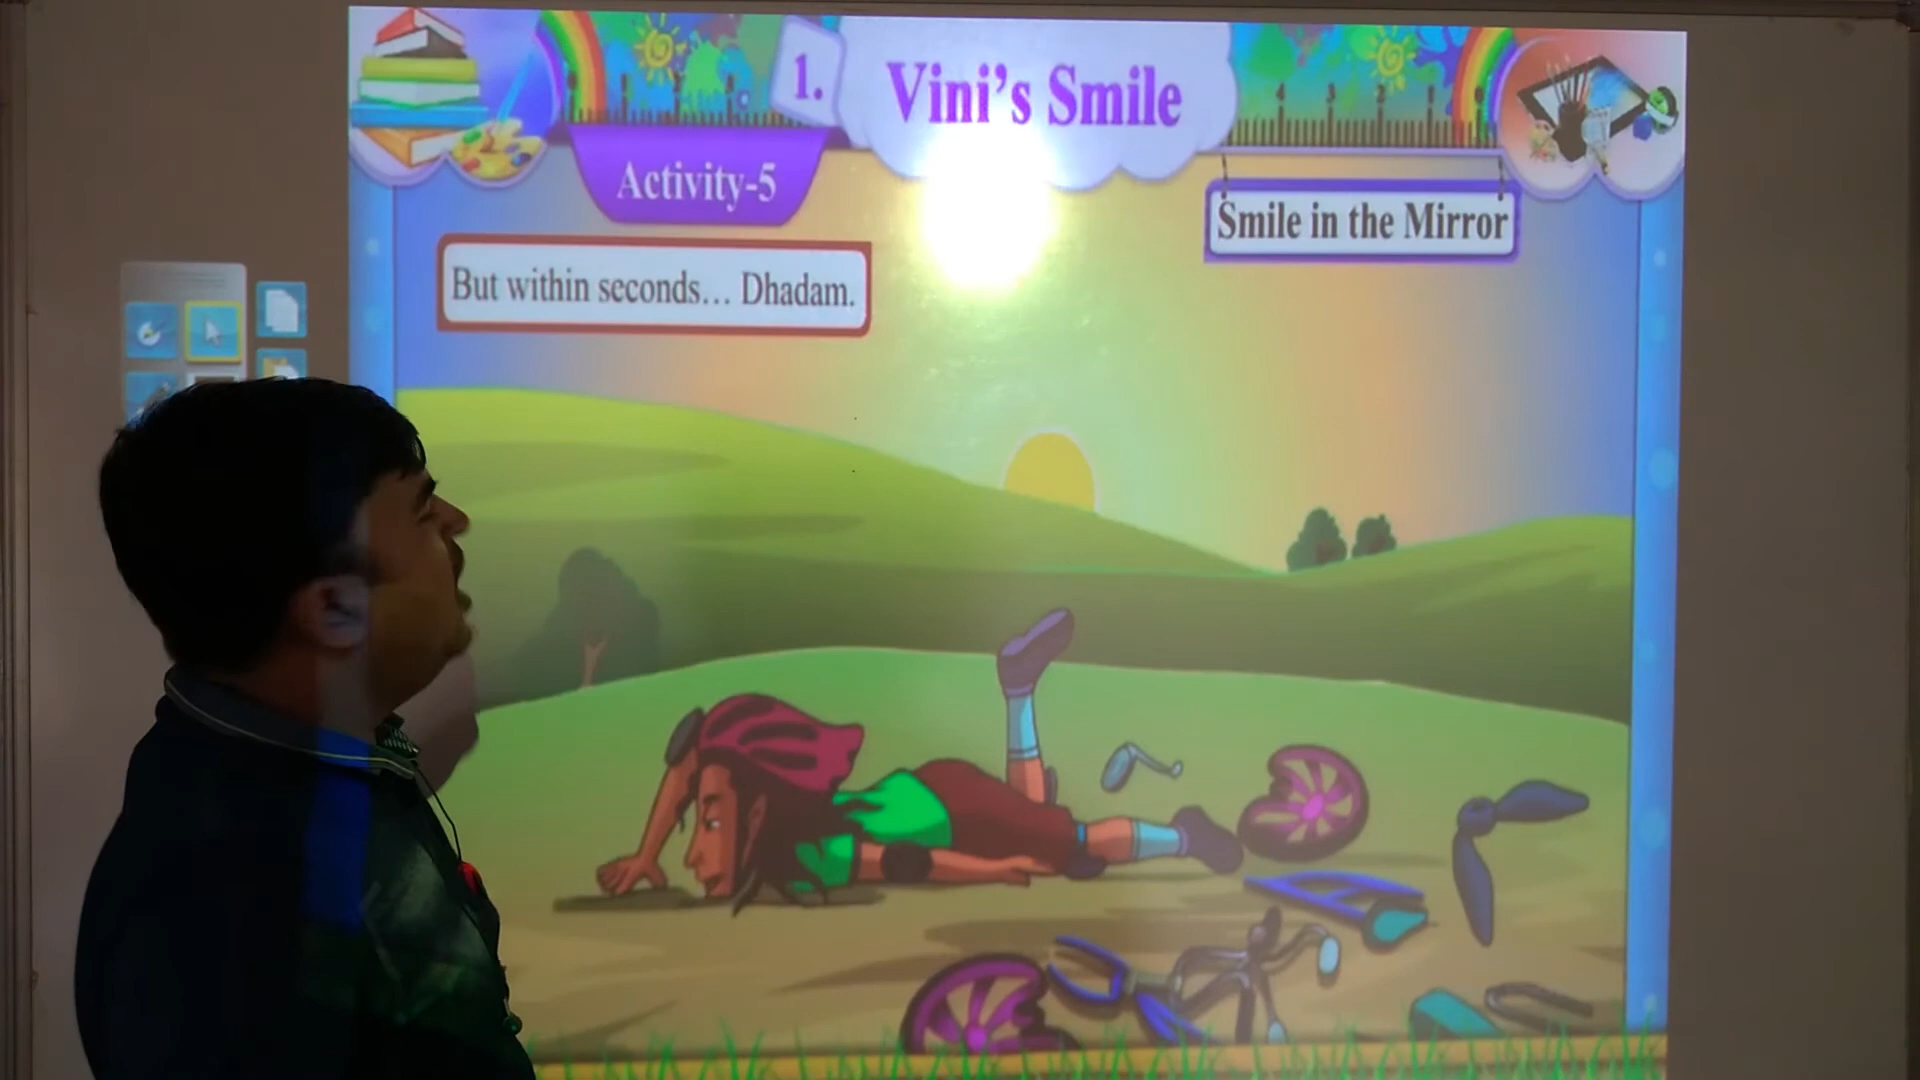 1.
Vini's Smile
Activity-5
Smile in the Mirror
But within seconds... Dhadam.